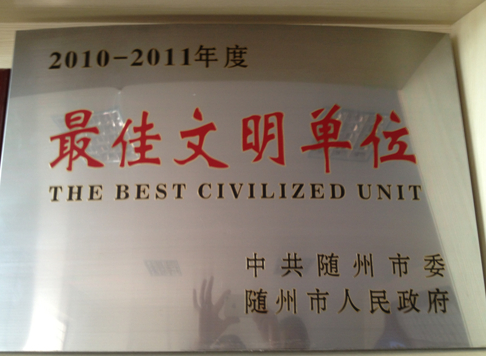 2010-2011年度
最佳文明单位
THE BEST CIVILIZED UNIT
中共随州市委
随州市人民政府